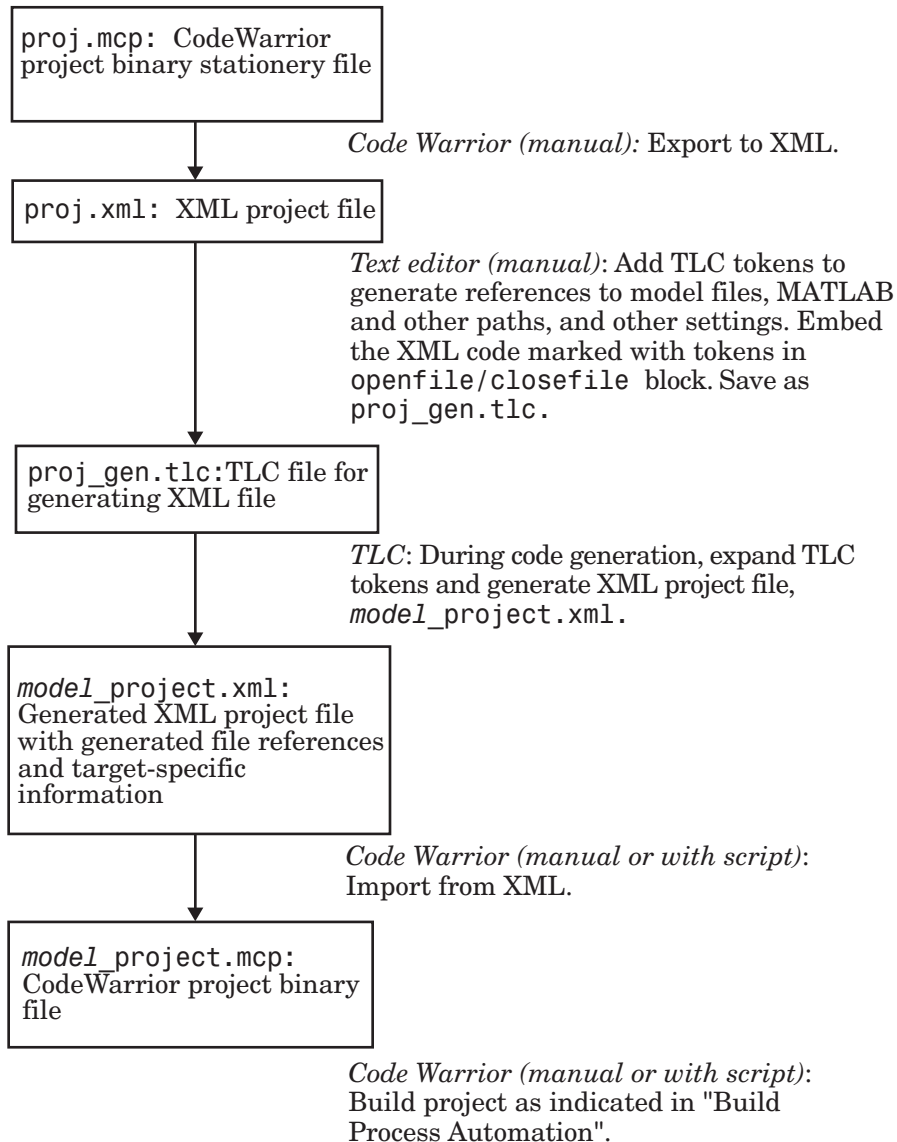 proj.mcp: CodeWarrior
project binary stationery file
Code Warrior (manual): Export to XML.
proj.xml: XML project file
Text editor (manual): Add TLC tokens to
generate references to model files, MATLAB
and other paths, and other settings. Embed
the XML code marked with tokens in
openfile/closefile block. Save as
proj_gen.tlc.
proj_gen.tlc:TLC file for
generating XML file
TLC: During code generation, expand TLC
tokens and generate XML project file,
model_project.xml.
model_project.xml:
Generated XML project file
with generated file references
and target-specific
information
Code Warrior (manual or with script):
Import from XML.
model_project.mcp:
CodeWarrior project binary
file
Code Warrior (manual or with script):
Build project as indicated in "Build
Process Automation".